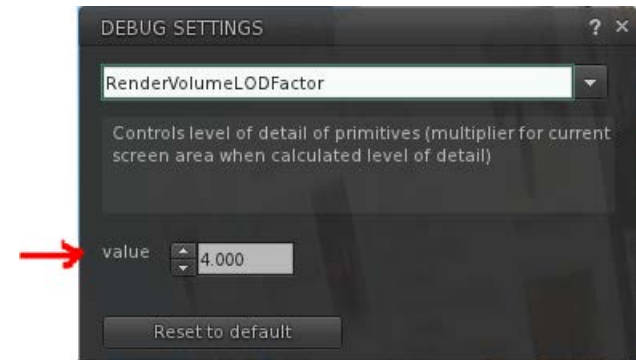 DEBUG SETTINGS ? ×
RenderVolumeLODFactor
Controls level of detail of primitives (multiplier for current
screen area when calculated level of detail)
value 4.000
Reset to default